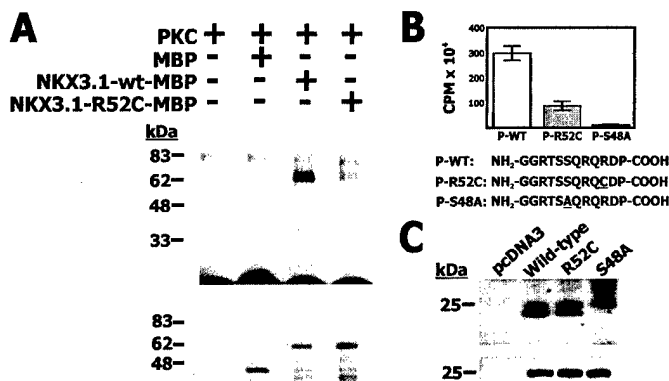 A
PKC + + + +
MBP - + - -
NKX3.1-wt-MBP - - + -
NKX3.1-R52C-MBP - - - +
kDa
83
62
48
33
83
62
48
B
CPM x 10⁴
400
300
200
100
P-WT P-R52C P-S48A
P-WT: NH₂-GGRTSSQRQRDP-COOH
P-R52C: NH₂-GGRTSSQRQCDP-COOH
P-S48A: NH₂-GGRTSAQRQRDP-COOH
C
pcDNA3 Wild-type R52C S48A
kDa
25
25